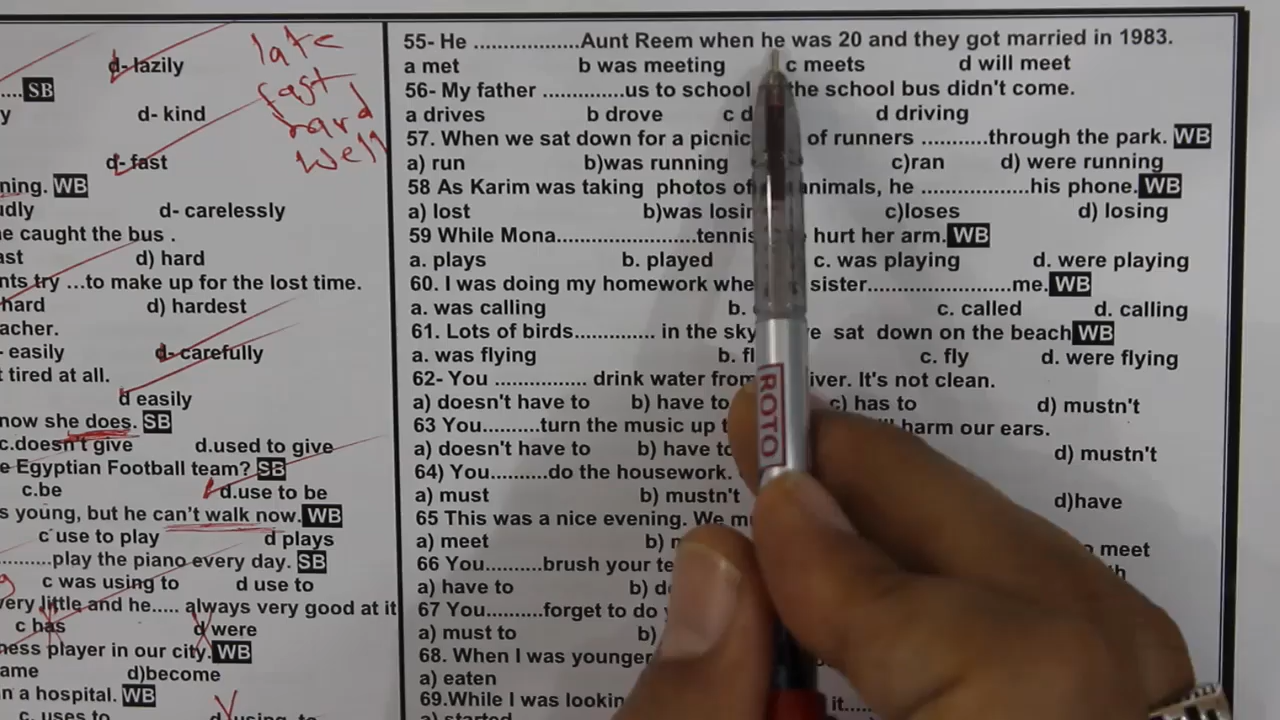 d- lazily
late
.... SB
fast
y d- kind
hard
well
d- fast
ning. WB
udly d- carelessly
e caught the bus .
ast d) hard
nts try ...to make up for the lost time.
hard d) hardest
acher.
- easily d- carefully
t tired at all.
d easily
now she does. SB
c.doesn't give d.used to give
e Egyptian Football team? SB
c.be d.use to be
s young, but he can't walk now. WB
c use to play d plays
..........play the piano every day. SB
c was using to d use to
very little and he..... always very good at it
c has d were
ness player in our city. WB
ame d)become
n a hospital. WB
c. uses to d using to
55- He ..................Aunt Reem when he was 20 and they got married in 1983.
a met b was meeting c meets d will meet
56- My father ..............us to school the school bus didn't come.
a drives b drove c d d driving
57. When we sat down for a picnic of runners ...........through the park. WB
a) run b)was running c)ran d) were running
58 As Karim was taking photos of animals, he ..................his phone. WB
a) lost b)was losin c)loses d) losing
59 While Mona........................tennis hurt her arm. WB
a. plays b. played c. was playing d. were playing
60. I was doing my homework whe sister........................me. WB
a. was calling b. c. called d. calling
61. Lots of birds.............. in the sky sat down on the beach WB
a. was flying b. fl c. fly d. were flying
62- You ................ drink water from iver. It's not clean.
a) doesn't have to b) have to c) has to d) mustn't
63 You..........turn the music up harm our ears.
a) doesn't have to b) have to d) mustn't
64) You..........do the housework.
a) must b) mustn't d)have
65 This was a nice evening. We m
a) meet b) meet
66 You..........brush your te
a) have to b) d
67 You..........forget to do
a) must to b)
68. When I was younger
a) eaten
69.While I was lookin it.....
a) started
ROTO